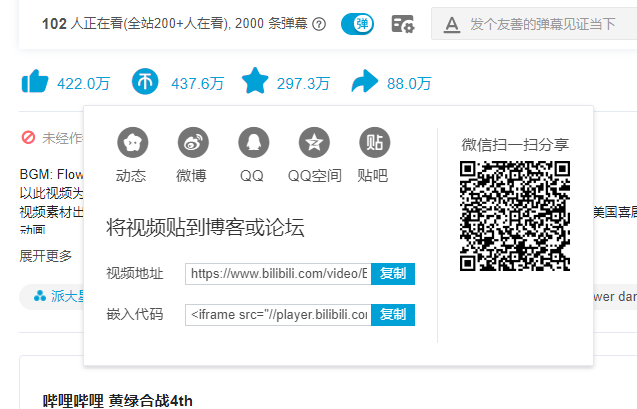 102 人正在看(全站200+人在看), 2000 条弹幕
弹
发个友善的弹幕见证当下
422.0万 437.6万 297.3万 88.0万
未经作
动态 微博 QQ QQ空间 贴吧
贴
微信扫一扫分享
BGM: Flow
以此视频为
视频素材出
美国喜剧
动画
将视频贴到博客或论坛
展开更多
视频地址 https://www.bilibili.com/video/B 复制
派大星
wer dan
嵌入代码 <iframe src="//player.bilibili.com 复制
哔哩哔哩 黄绿合战4th